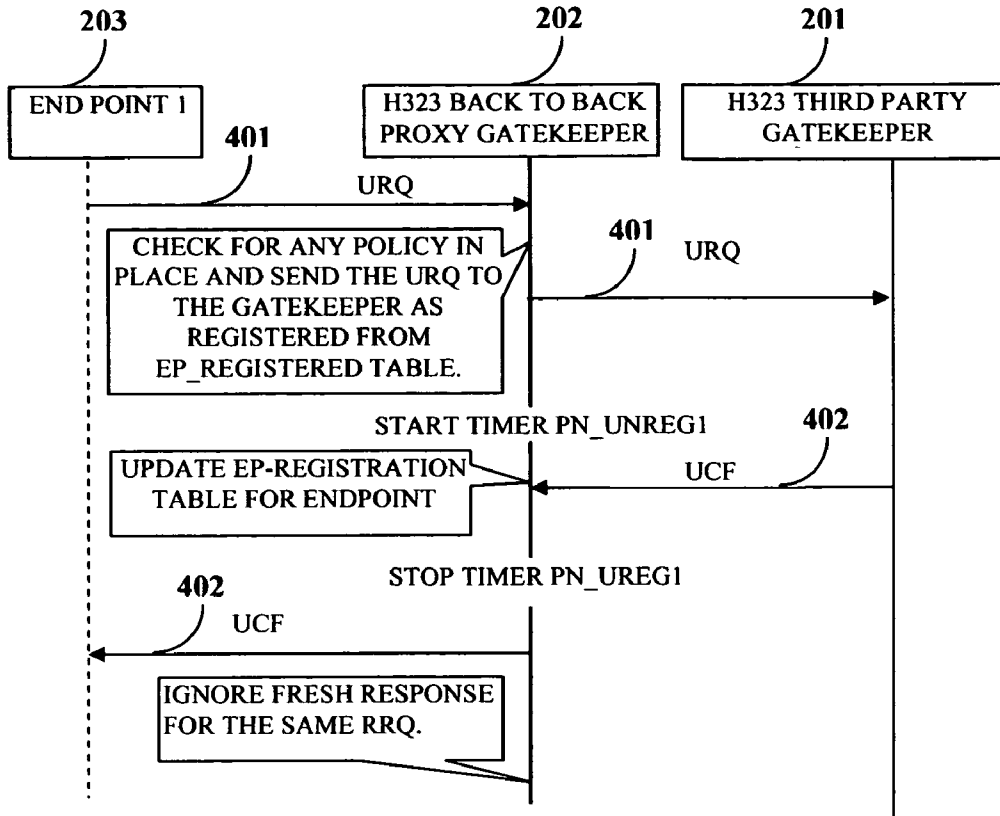 203
202
201
END POINT 1
H323 BACK TO BACK
PROXY GATEKEEPER
H323 THIRD PARTY
GATEKEEPER
401
URQ
CHECK FOR ANY POLICY IN
PLACE AND SEND THE URQ TO
THE GATEKEEPER AS
REGISTERED FROM
EP_REGISTERED TABLE.
401
URQ
START TIMER PN_UNREG1
402
UPDATE EP-REGISTRATION
TABLE FOR ENDPOINT
UCF
STOP TIMER PN_UREG1
402
UCF
IGNORE FRESH RESPONSE
FOR THE SAME RRQ.